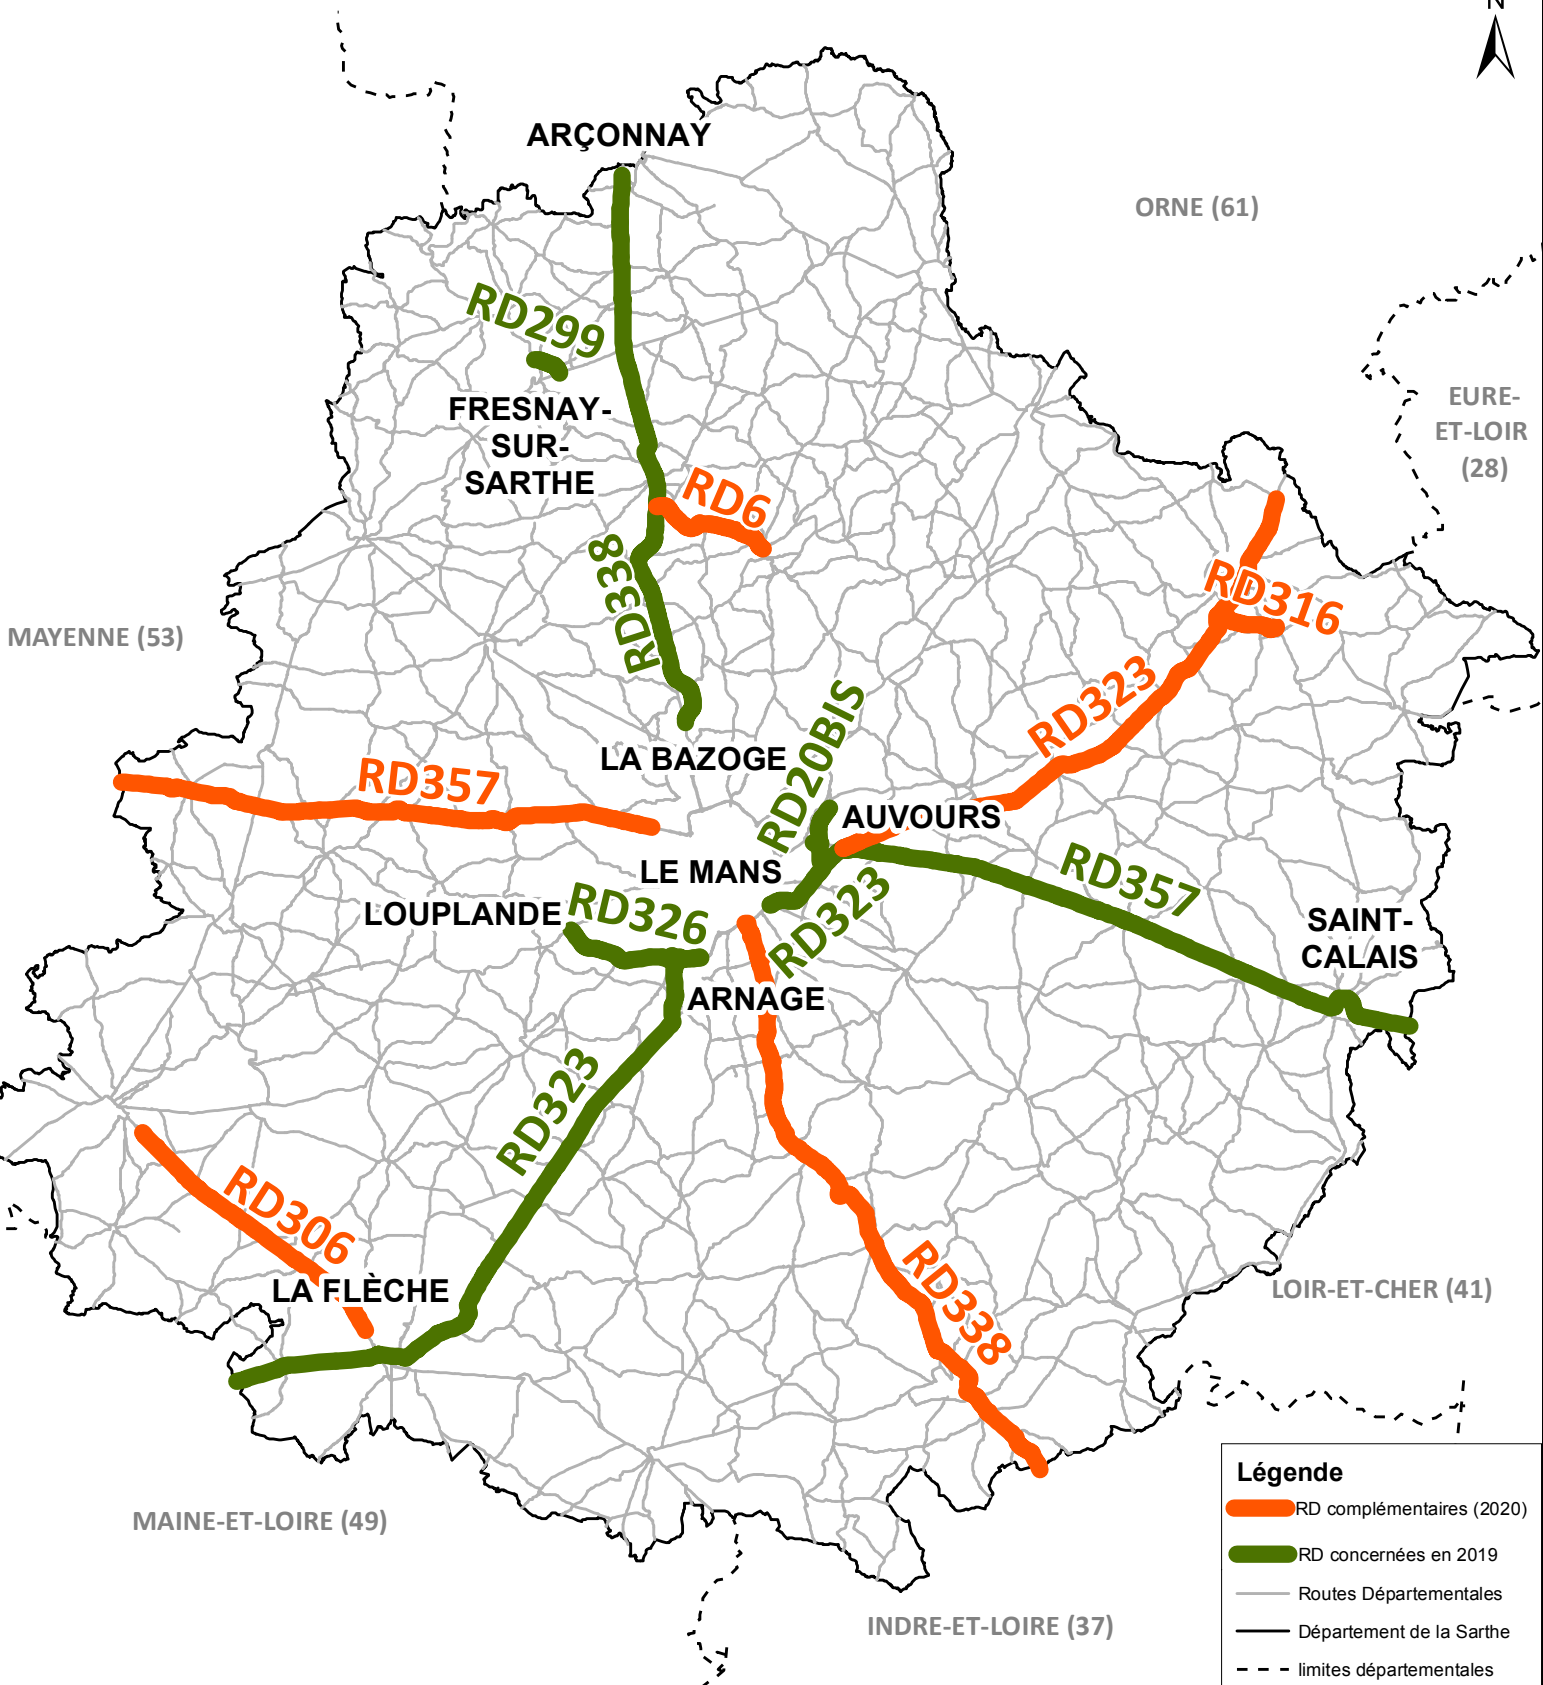 N
ARÇONNAY
ORNE (61)
RD299
FRESNAY-
SUR-
SARTHE
EURE-
ET-LOIR
(28)
RD6
RD338
RD316
MAYENNE (53)
RD323
RD20BIS
LA BAZOGE
RD357
AUVOURS
LE MANS
RD357
LOUPLANDE
RD326
RD323
SAINT-
CALAIS
ARNAGE
RD323
RD306
LA FLÈCHE
RD338
LOIR-ET-CHER (41)
MAINE-ET-LOIRE (49)
INDRE-ET-LOIRE (37)
Légende
RD complémentaires (2020)
RD concernées en 2019
Routes Départementales
Département de la Sarthe
limites départementales